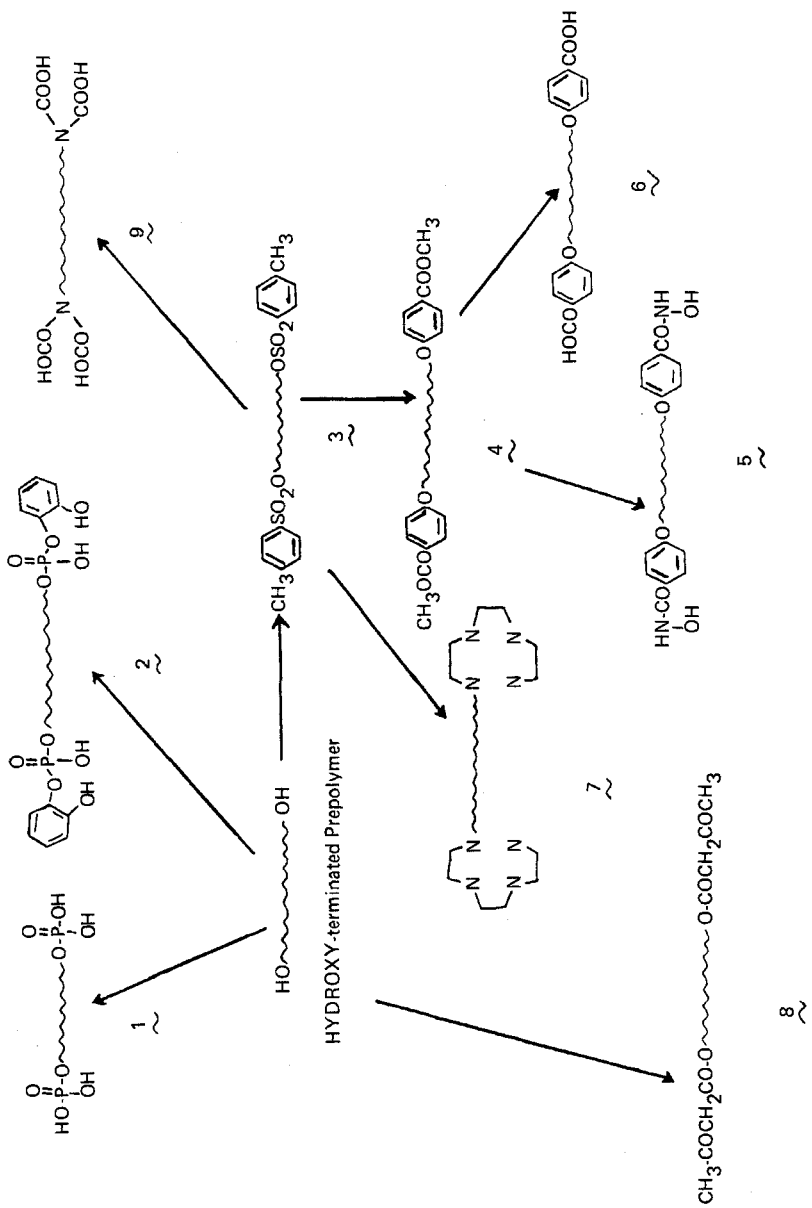 HO-P-O O-P-OH
O O
OH OH
1
O-P-O O-P-O
O O
OH OH
OH HO
2
HOCO COOH
N N
HOCO COOH
9
HO OH
HYDROXY-terminated Prepolymer
CH3 SO2O OSO2 CH3
3
CH3OCO O O COOCH3
4
HOCO O O COOH
6
HN-CO O O CO-NH
OH OH
5
N N
N N N N
N N
7
CH3-COCH2CO-O O-COCH2COCH3
8